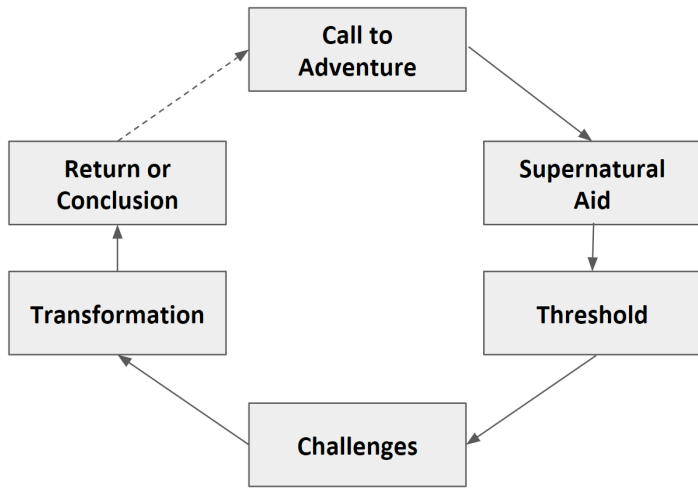 Call to
Adventure
Supernatural
Aid
Threshold
Challenges
Transformation
Return or
Conclusion